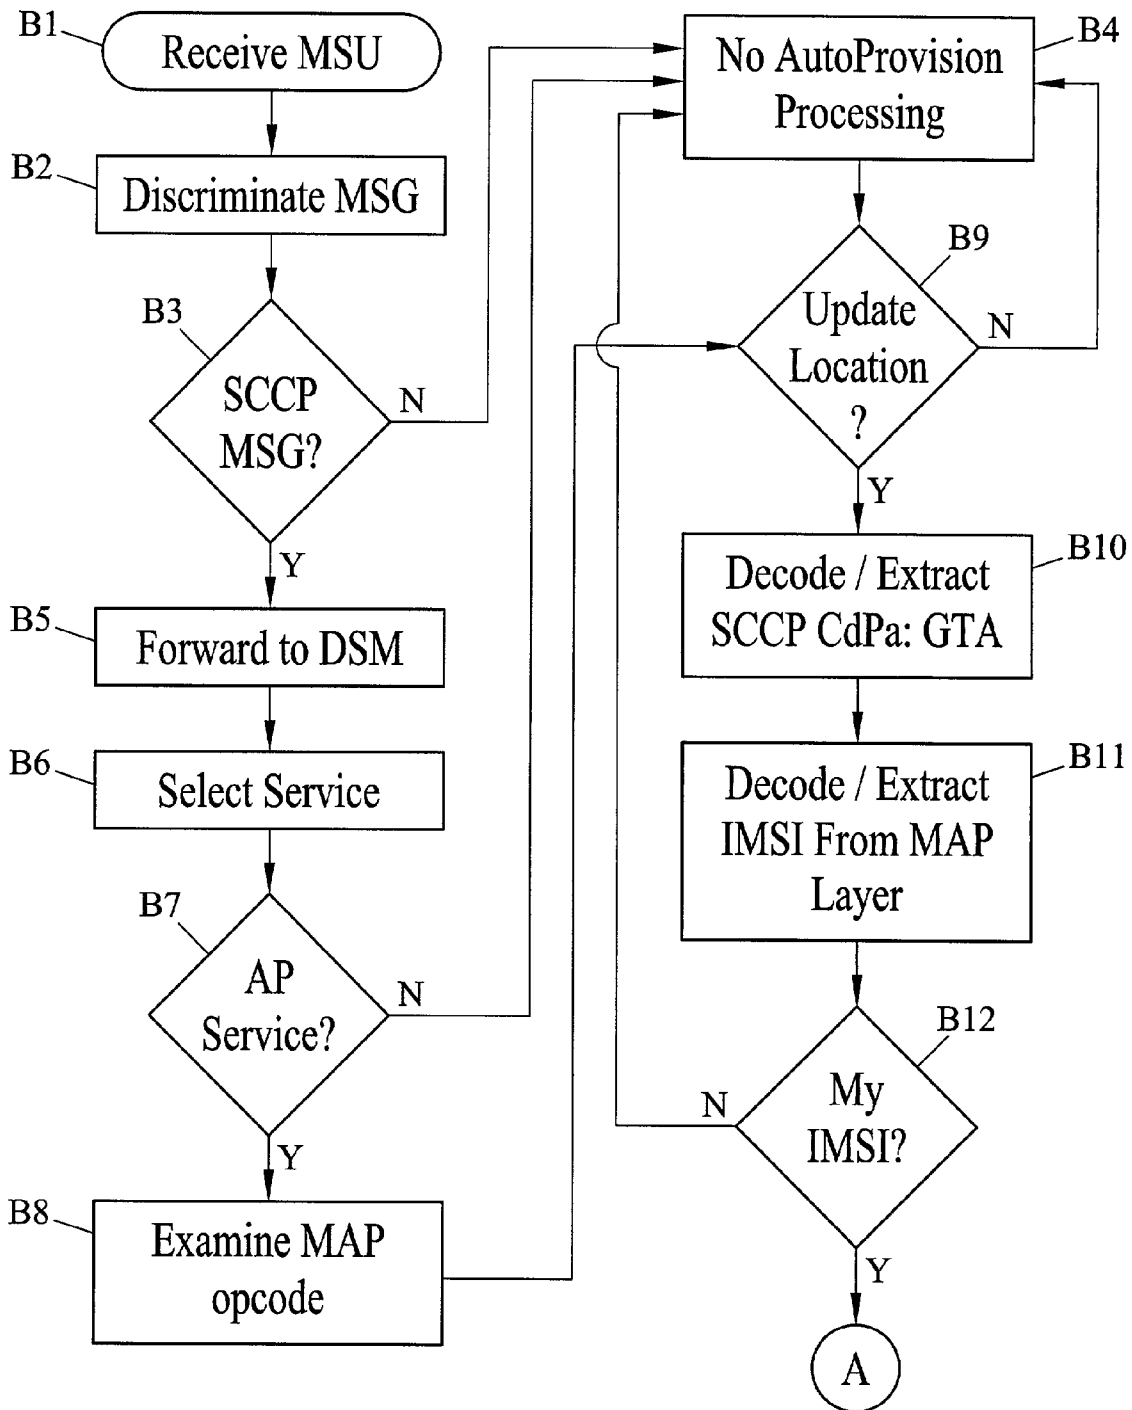 B1
Receive MSU
B2
Discriminate MSG
B3
SCCP
MSG?
N
Y
B5
Forward to DSM
B6
Select Service
B7
AP
Service?
N
Y
B8
Examine MAP
opcode
B4
No AutoProvision
Processing
B9
Update
Location
?
N
Y
B10
Decode / Extract
SCCP CdPa: GTA
B11
Decode / Extract
IMSI From MAP
Layer
B12
My
IMSI?
N
Y
A